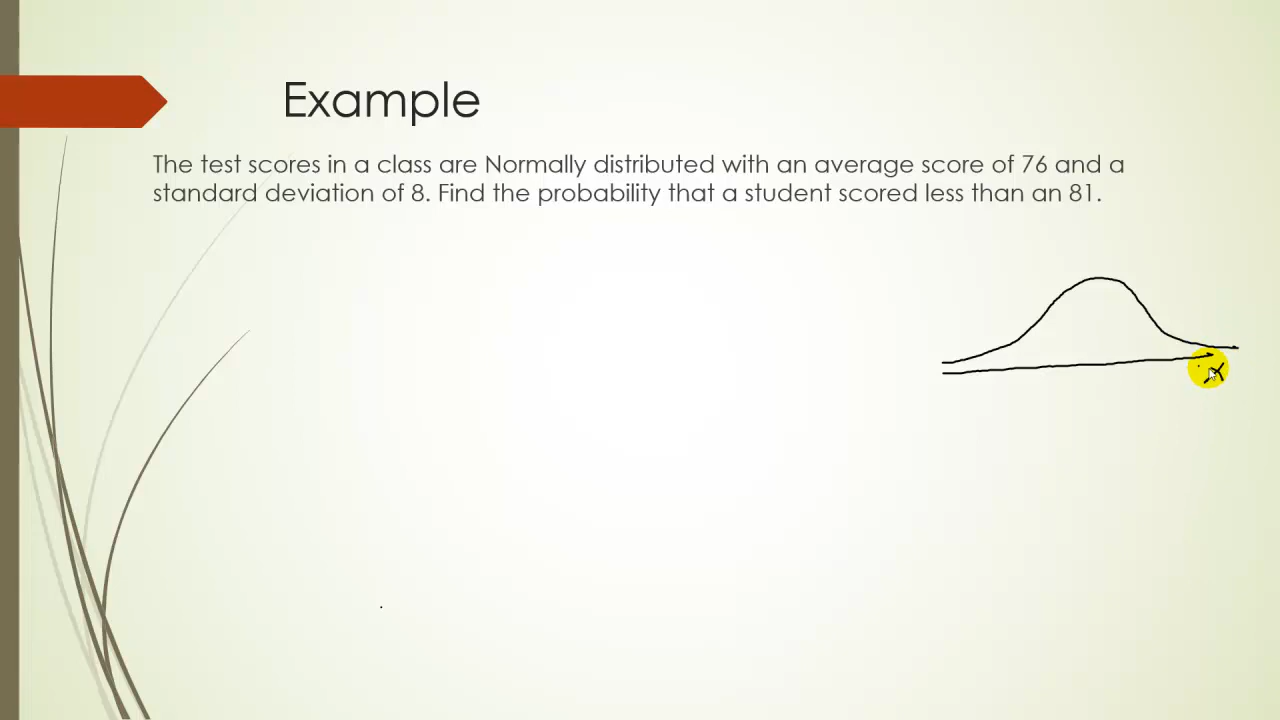 Example
The test scores in a class are Normally distributed with an average score of 76 and a
standard deviation of 8. Find the probability that a student scored less than an 81.
X